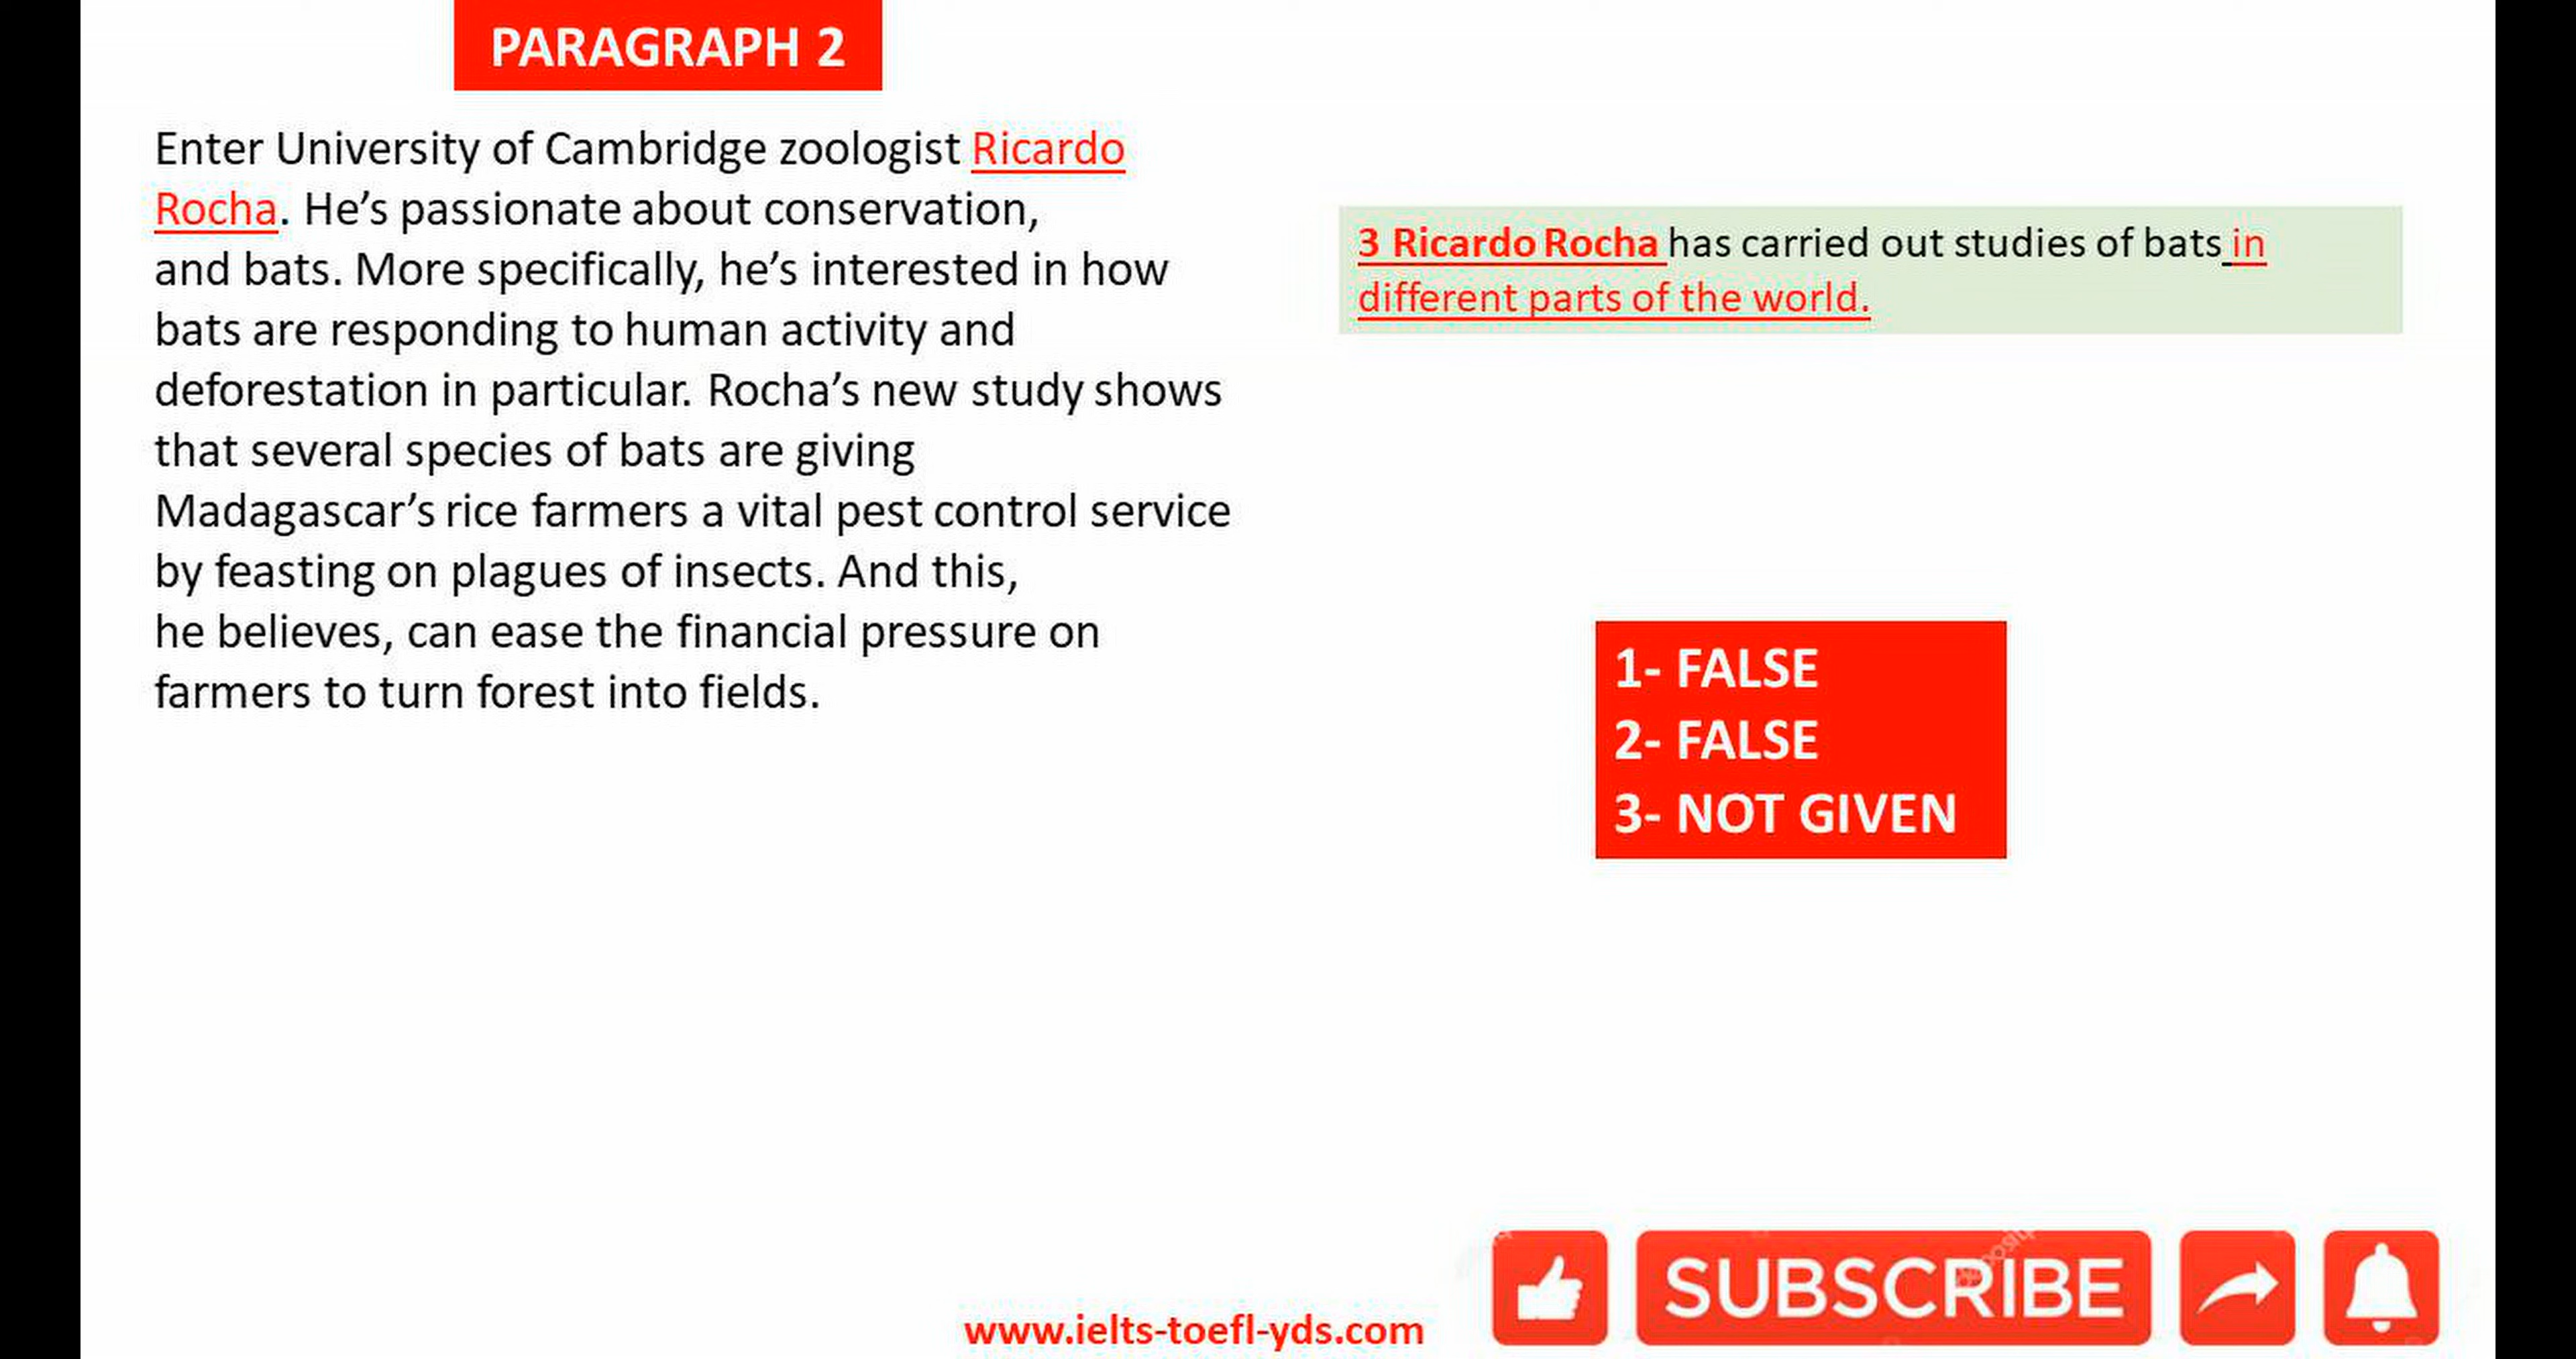 PARAGRAPH 2
Enter University of Cambridge zoologist Ricardo
Rocha. He’s passionate about conservation,
and bats. More specifically, he’s interested in how
bats are responding to human activity and
deforestation in particular. Rocha’s new study shows
that several species of bats are giving
Madagascar’s rice farmers a vital pest control service
by feasting on plagues of insects. And this,
he believes, can ease the financial pressure on
farmers to turn forest into fields.
3 Ricardo Rocha has carried out studies of bats in
different parts of the world.
1- FALSE
2- FALSE
3- NOT GIVEN
SUBSCRIBE
www.ielts-toefl-yds.com